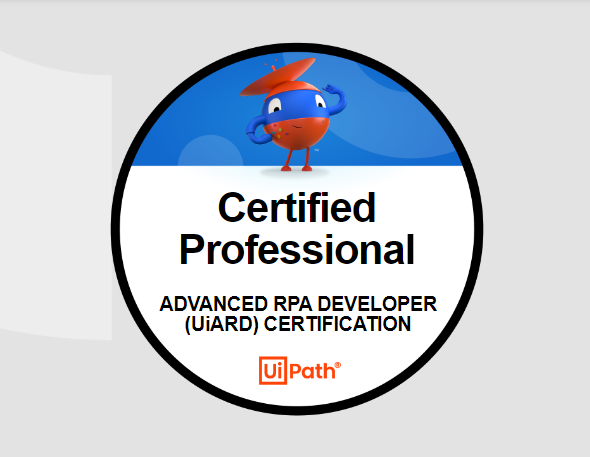 Certified
Professional
ADVANCED RPA DEVELOPER
(UiARD) CERTIFICATION
UiPath®